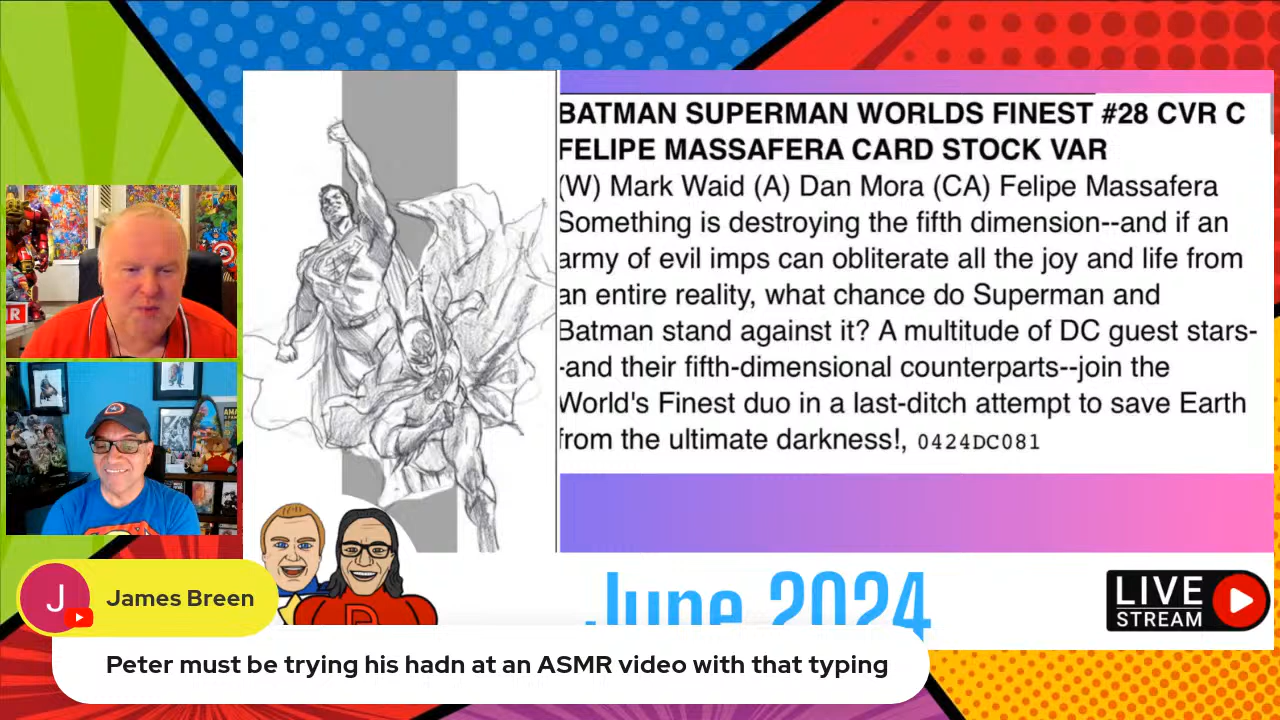 BATMAN SUPERMAN WORLDS FINEST #28 CVR C
FELIPE MASSAFERA CARD STOCK VAR
(W) Mark Waid (A) Dan Mora (CA) Felipe Massafera
Something is destroying the fifth dimension--and if an
army of evil imps can obliterate all the joy and life from
an entire reality, what chance do Superman and
Batman stand against it? A multitude of DC guest stars-
-and their fifth-dimensional counterparts--join the
World's Finest duo in a last-ditch attempt to save Earth
from the ultimate darkness!, 0424DC081
R
June 2024
LIVE
STREAM
J
James Breen
Peter must be trying his hadn at an ASMR video with that typing